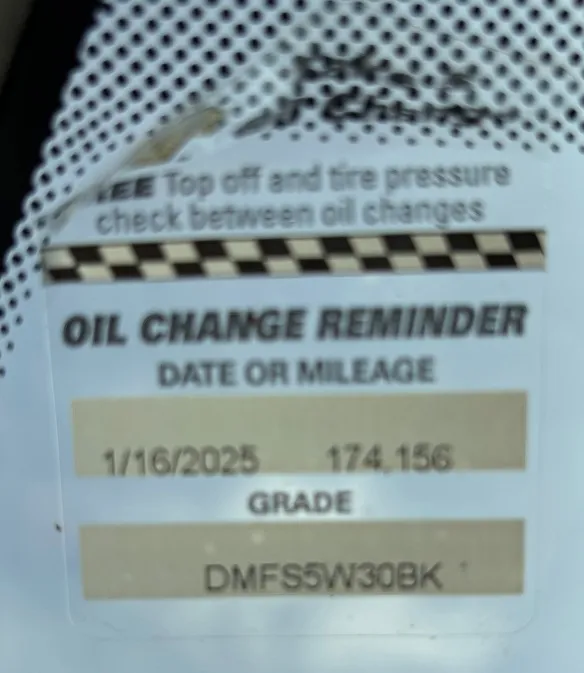 Top off and tire pressure
check between oil changes
OIL CHANGE REMINDER
DATE OR MILEAGE
1/16/2025 174,156
GRADE
DMFS5W30BK